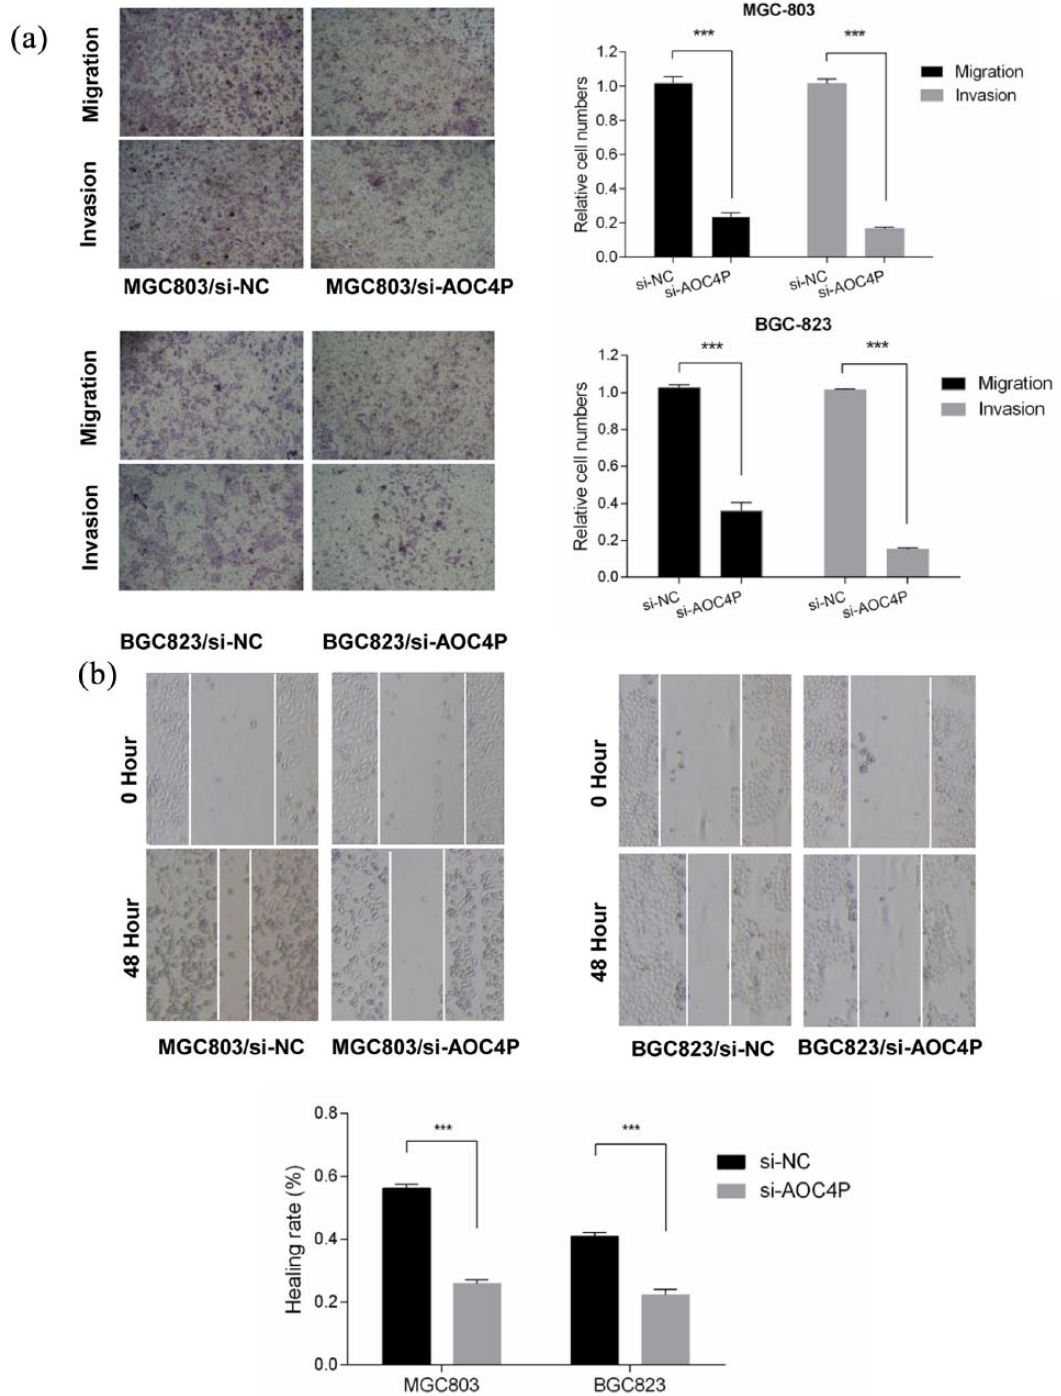 (a)
Migration
Invasion
MGC803/si-NC
MGC803/si-AOC4P
MGC-803
Relative cell numbers
1.2
1.0
0.8
0.6
0.4
0.2
0.0
***
***
si-NC
si-AOC4P
si-NC
si-AOC4P
Migration
Invasion
Migration
Invasion
BGC823/si-NC
BGC823/si-AOC4P
BGC-823
Relative cell numbers
1.2
1.0
0.8
0.6
0.4
0.2
0.0
***
***
si-NC
si-AOC4P
si-NC
si-AOC4P
Migration
Invasion
(b)
0 Hour
48 Hour
MGC803/si-NC
MGC803/si-AOC4P
0 Hour
48 Hour
BGC823/si-NC
BGC823/si-AOC4P
Healing rate (%)
0.8
0.6
0.4
0.2
0.0
***
***
MGC803
BGC823
si-NC
si-AOC4P